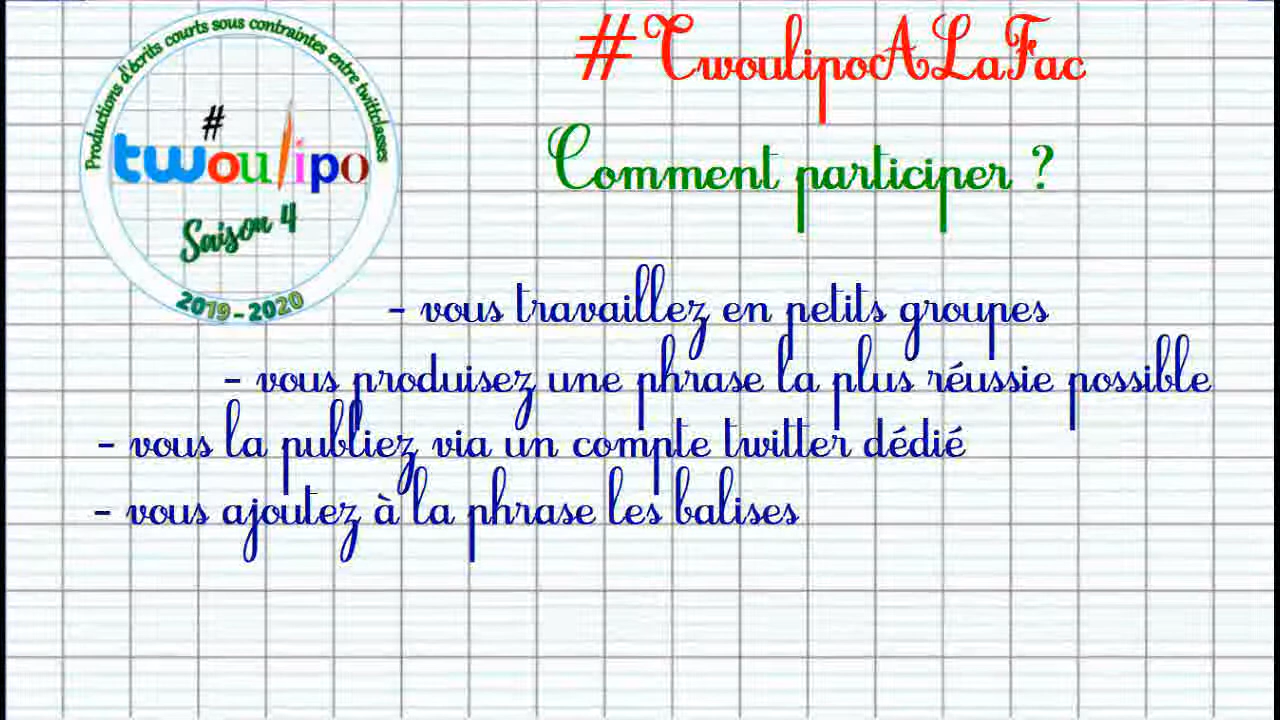 Productions d'écrits courts sous contraintes entre twittclasses
#
twoulipo
Saison 4
2019-2020
#TwoulipoALaFac
Comment participer ?
- vous travaillez en petits groupes
- vous produisez une phrase la plus réussie possible
- vous la publiez via un compte twitter dédié
- vous ajoutez à la phrase les balises